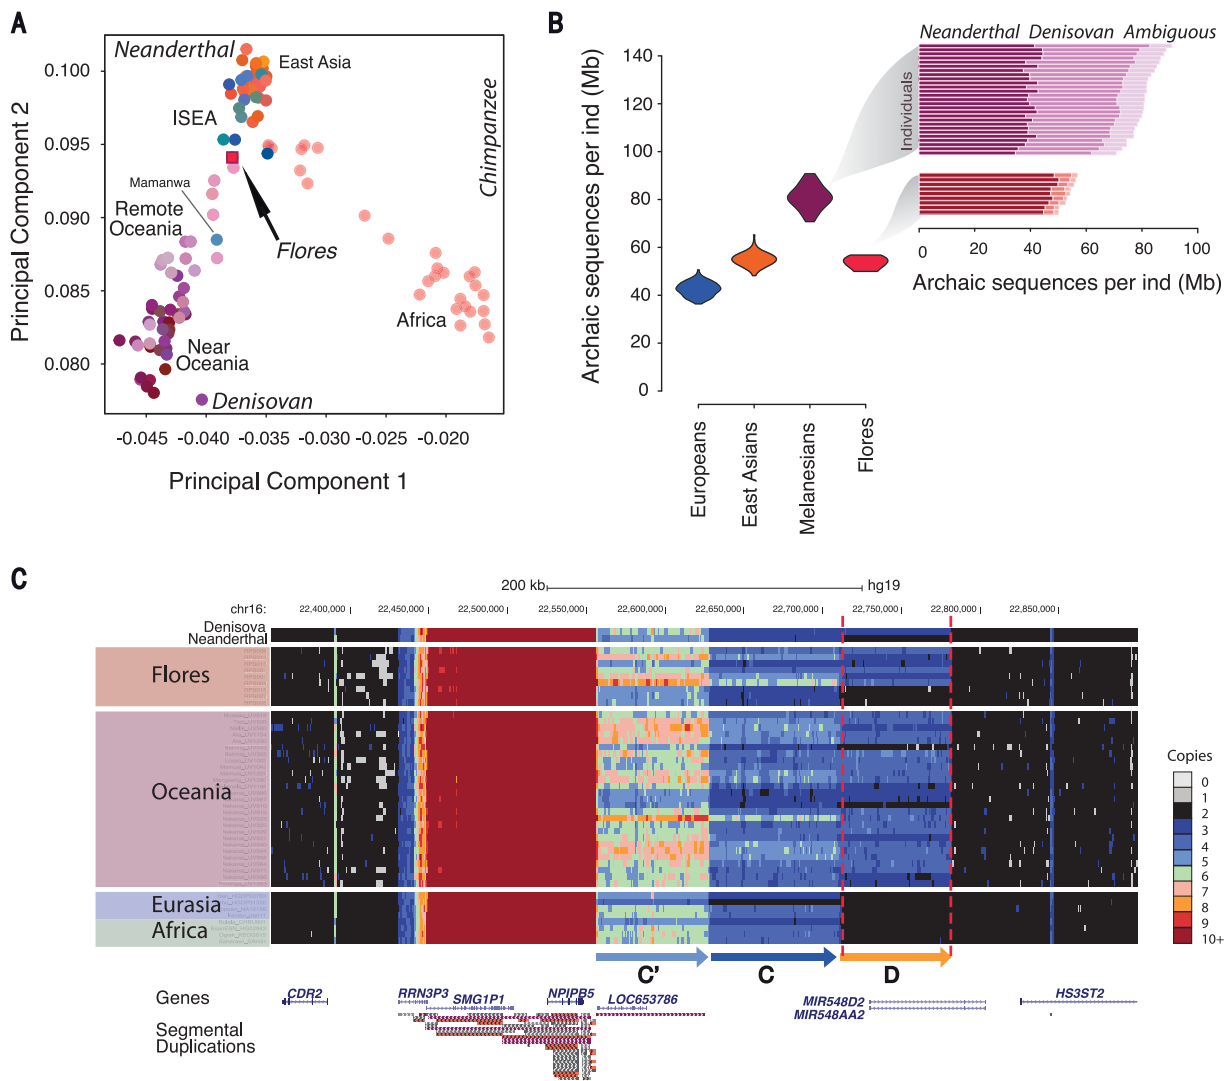 A
Neanderthal
East Asia
ISEA
Chimpanzee
Mamanwa
Remote
Oceania
Flores
Africa
Near
Oceania
Denisovan
0.100
0.095
0.090
0.085
0.080
Principal Component 2
-0.045 -0.040 -0.035 -0.030 -0.025 -0.020
Principal Component 1
B
Neanderthal Denisovan Ambiguous
Individuals
140
120
100
80
60
40
20
0
Archaic sequences per ind (Mb)
0 20 40 60 80 100
Archaic sequences per ind (Mb)
Europeans
East Asians
Melanesians
Flores
C
200 kb
hg19
chr16:
22,400,000
22,450,000
22,500,000
22,550,000
22,600,000
22,650,000
22,700,000
22,750,000
22,800,000
22,850,000
Denisova
Neanderthal
Flores
Oceania
Eurasia
Africa
Copies
0
1
2
3
4
5
6
7
8
9
10+
C'
C
D
Genes
CDR2
RRN3P3
SMG1P1
NPIPB5
LOC653786
MIR548D2
MIR548AA2
HS3ST2
Segmental
Duplications